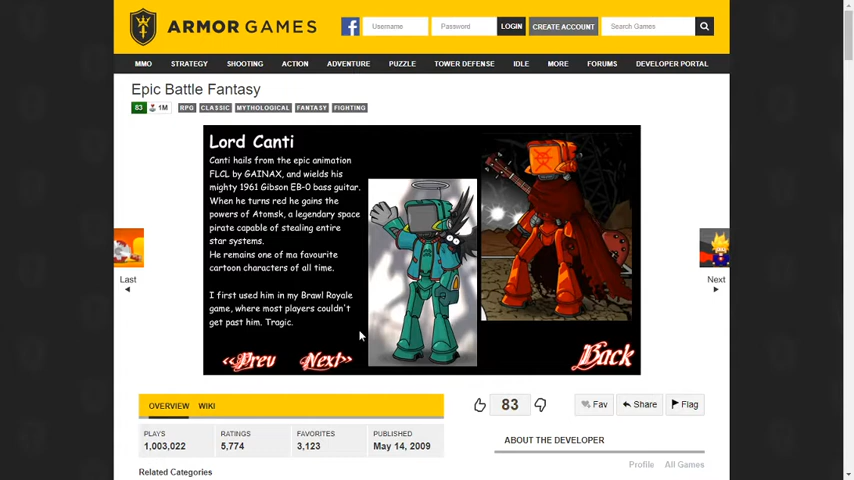 ARMOR GAMES
Username
Password
LOGIN
CREATE ACCOUNT
Search Games
MMO STRATEGY SHOOTING ACTION ADVENTURE PUZZLE TOWER DEFENSE IDLE MORE FORUMS DEVELOPER PORTAL
Epic Battle Fantasy
83 1M RPG CLASSIC MYTHOLOGICAL FANTASY FIGHTING
Lord Canti
Canti hails from the epic animation
FLCL by GAINAX, and wields his
mighty 1961 Gibson EB-0 bass guitar.
When he turns red he gains the
powers of Atomsk, a legendary space
pirate capable of stealing entire
star systems.
He remains one of ma favourite
cartoon characters of all time.
I first used him in my Brawl Royale
game, where most players couldn't
get past him. Tragic.
<<Prev Next>> Back
Last
Next
OVERVIEW WIKI
83
Fav Share Flag
PLAYS RATINGS FAVORITES PUBLISHED
1,003,022 5,774 3,123 May 14, 2009
ABOUT THE DEVELOPER
Profile All Games
Related Categories